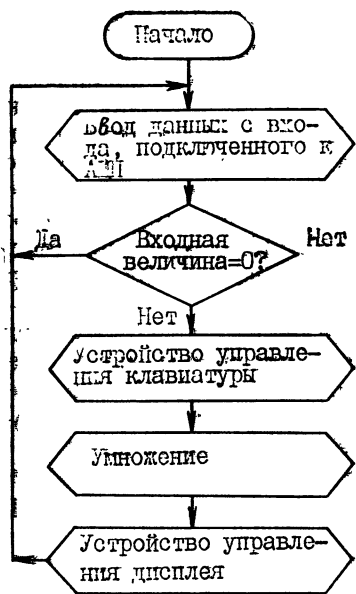 Начало
Ввод данных с вхо-
да, подключенного к
АЦП
Да
Входная
величина=0?
Нет
Нет
Устройство управле-
ния клавиатуры
Умножение
Устройство управле-
ния дисплея